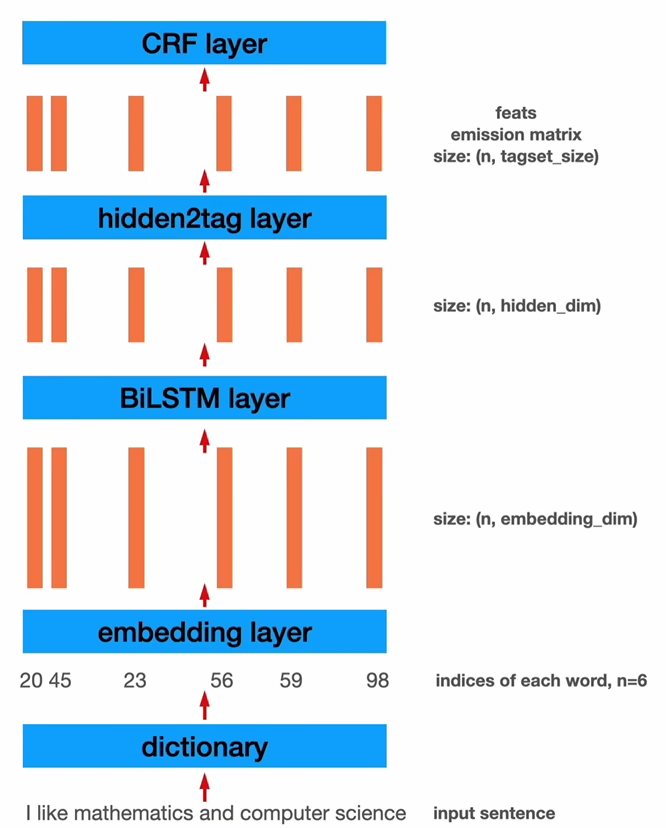 CRF layer
feats
emission matrix
size: (n, tagset_size)
hidden2tag layer
size: (n, hidden_dim)
BiLSTM layer
size: (n, embedding_dim)
embedding layer
20 45 23 56 59 98 indices of each word, n=6
dictionary
I like mathematics and computer science input sentence